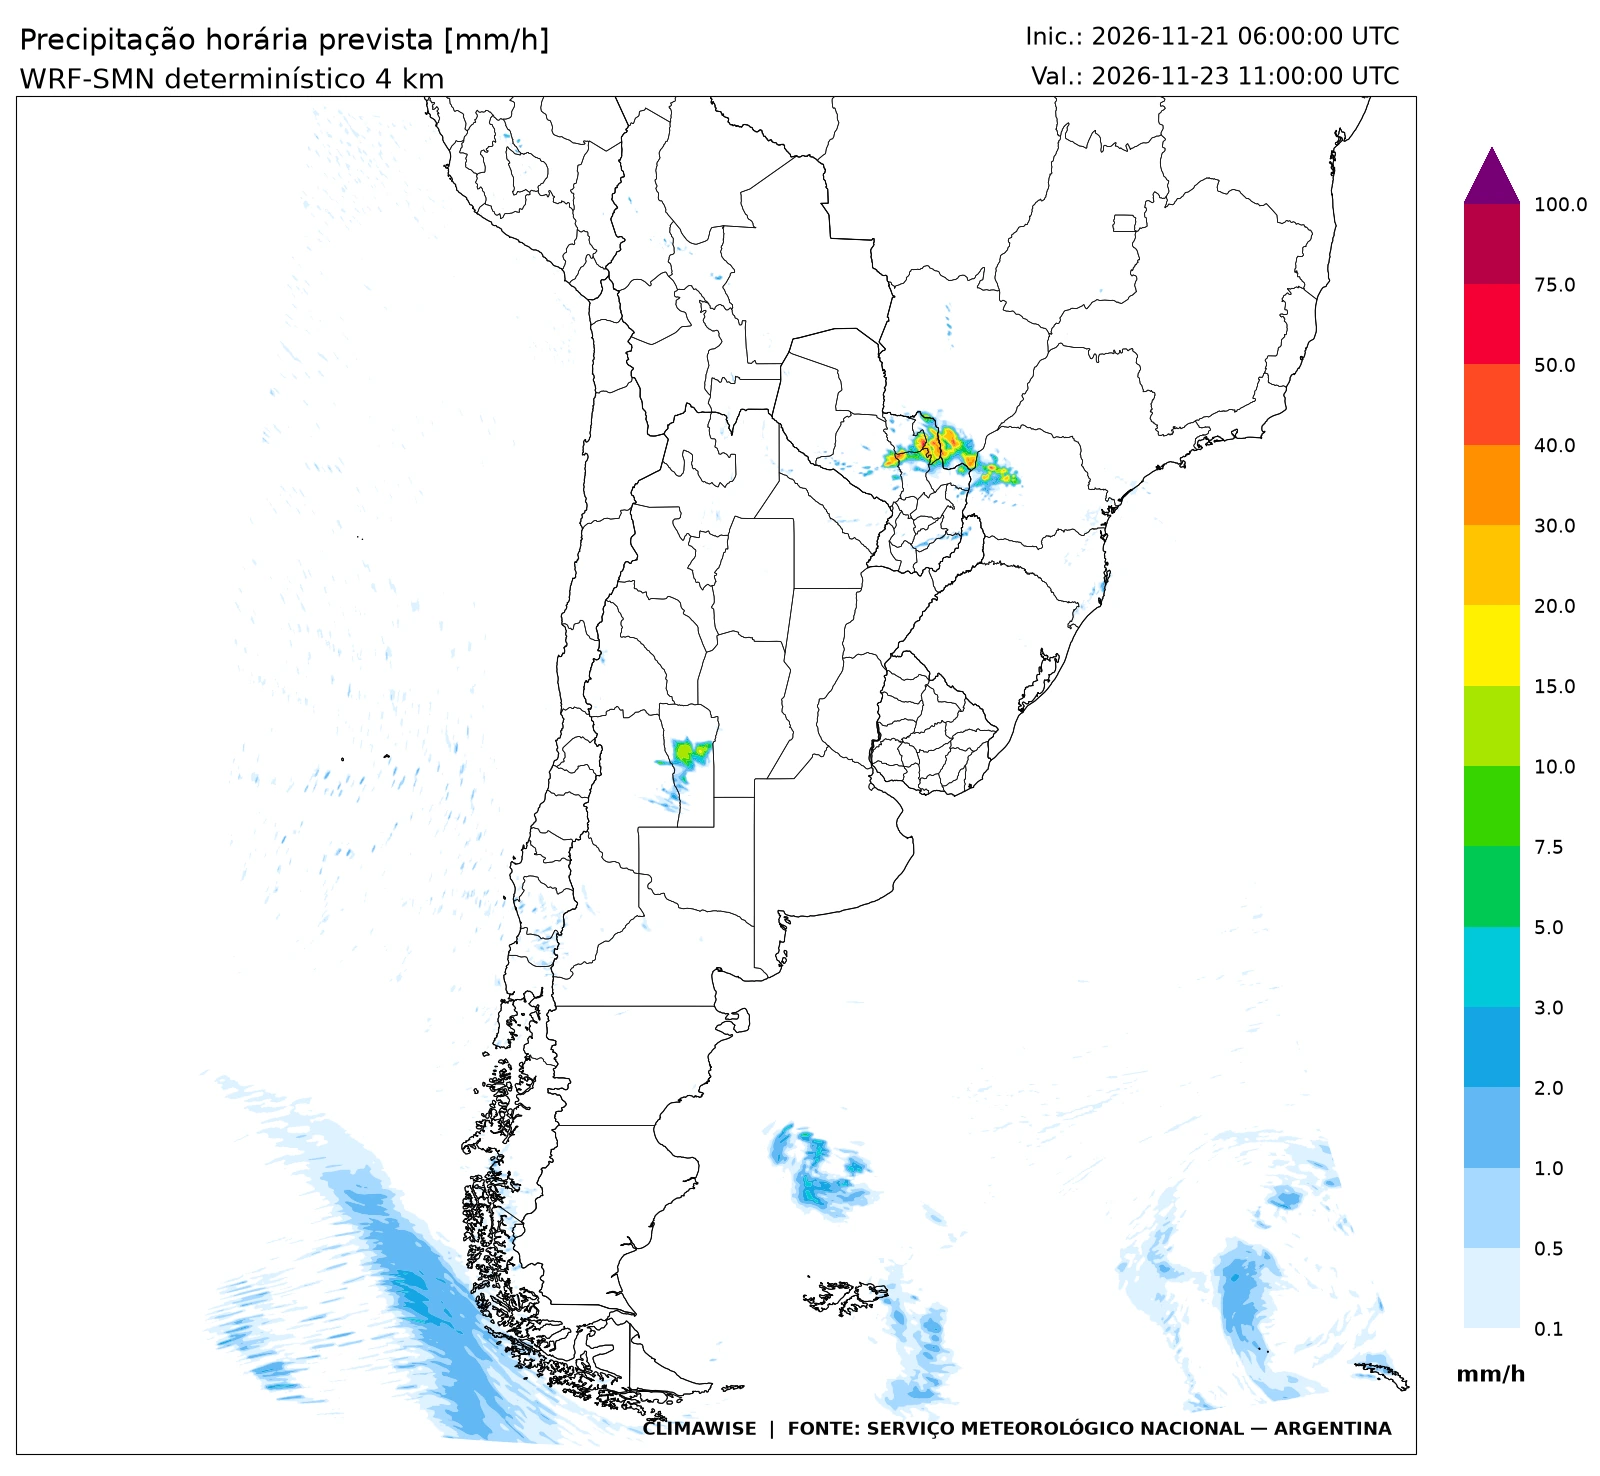 Precipitação horária prevista [mm/h]
WRF-SMN determinístico 4 km
Inic.: 2026-11-21 06:00:00 UTC
Val.: 2026-11-23 11:00:00 UTC
100.0
75.0
50.0
40.0
30.0
20.0
15.0
10.0
7.5
5.0
3.0
2.0
1.0
0.5
0.1
mm/h
CLIMAWISE | FONTE: SERVIÇO METEOROLÓGICO NACIONAL — ARGENTINA